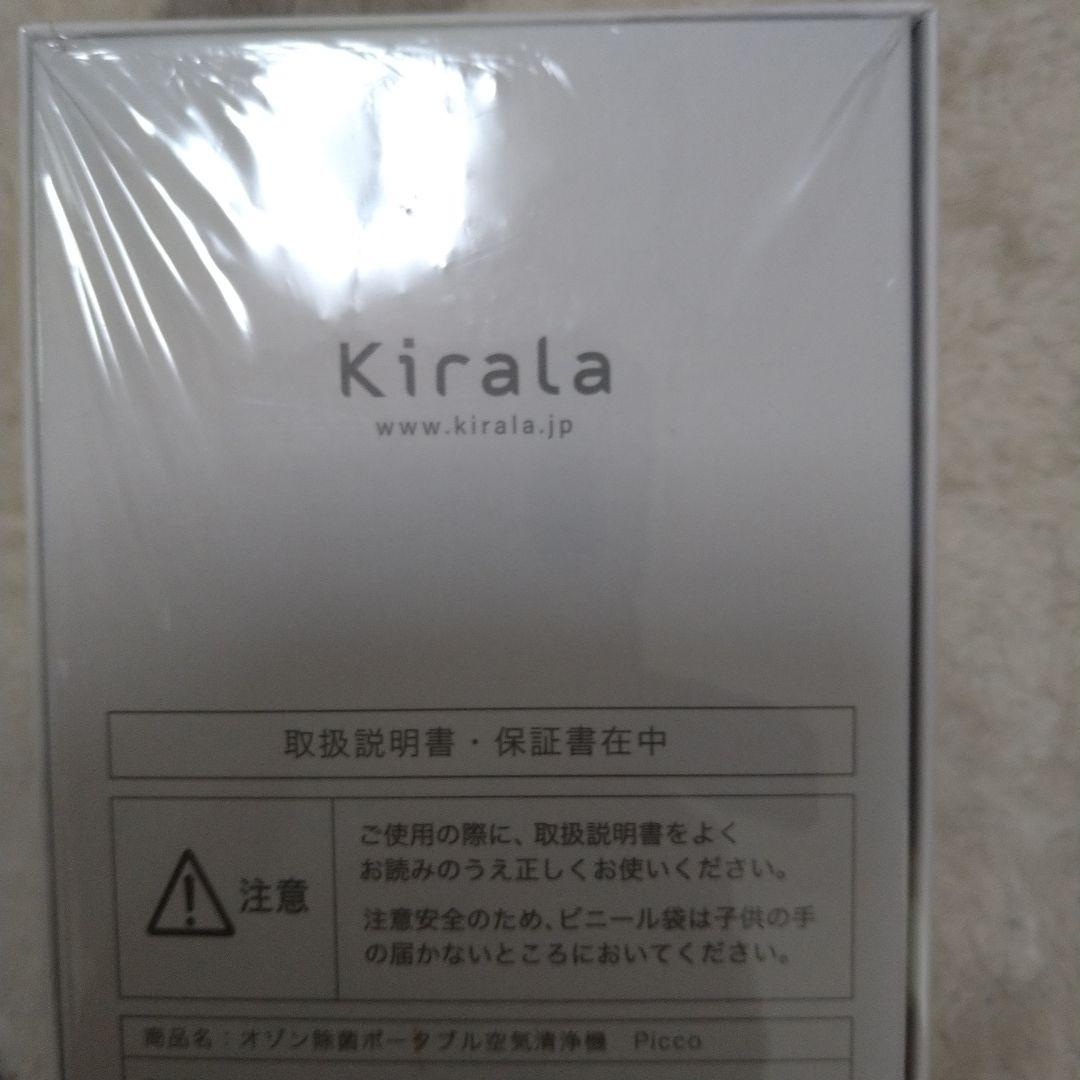 Kirala
www.kirala.jp
取扱説明書・保証書在中
注意
ご使用の際に、取扱説明書をよく
お読みのうえ正しくお使いください。
注意安全のため、ビニール袋は子供の手
の届かないところにおいてください。
商品名：オゾン除菌ポータブル空気清浄機 Picco